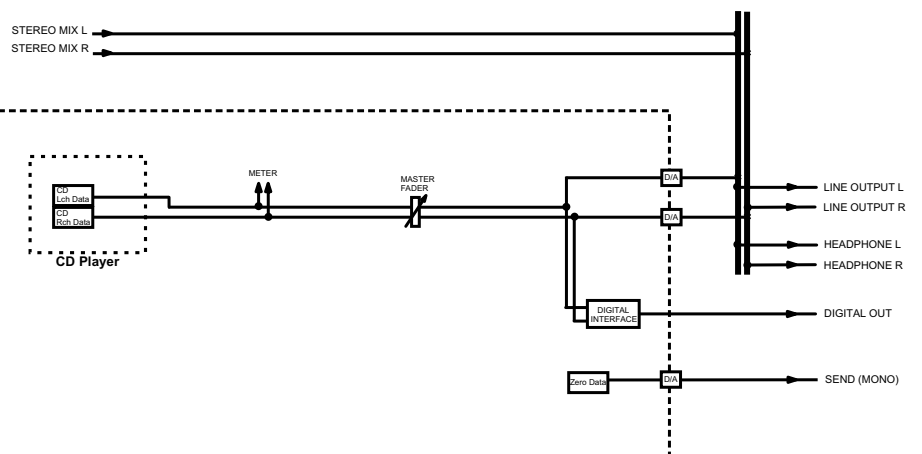 STEREO MIX L
STEREO MIX R
CD
Lch Data
CD
Rch Data
CD Player
METER
MASTER
FADER
D/A
D/A
LINE OUTPUT L
LINE OUTPUT R
HEADPHONE L
HEADPHONE R
DIGITAL
INTERFACE
DIGITAL OUT
Zero Data
D/A
SEND (MONO)